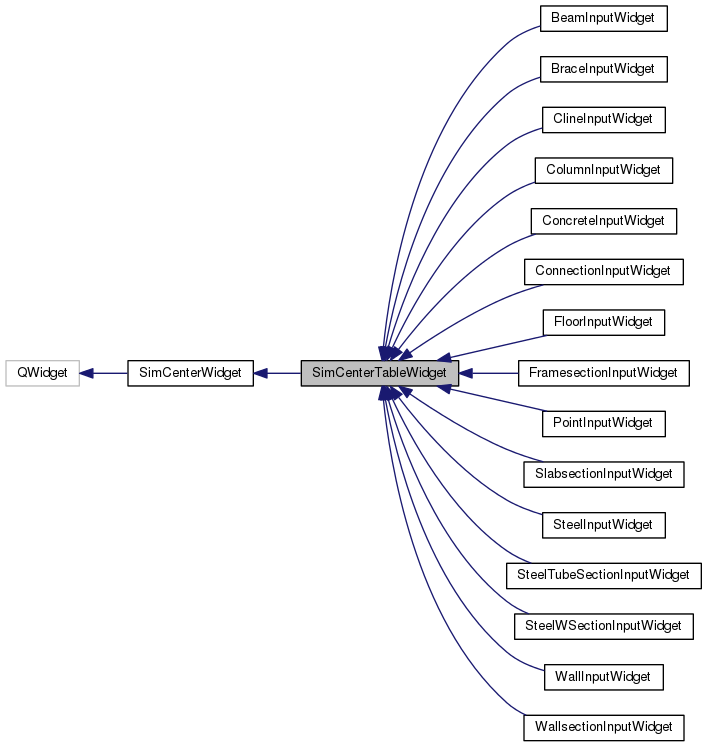 BeamInputWidget
BraceInputWidget
ClineInputWidget
ColumnInputWidget
ConcreteInputWidget
ConnectionInputWidget
FloorInputWidget
QWidget
SimCenterWidget
SimCenterTableWidget
FramesectionInputWidget
PointInputWidget
SlabsectionInputWidget
SteelInputWidget
SteelTubeSectionInputWidget
SteelWSectionInputWidget
WallInputWidget
WallsectionInputWidget